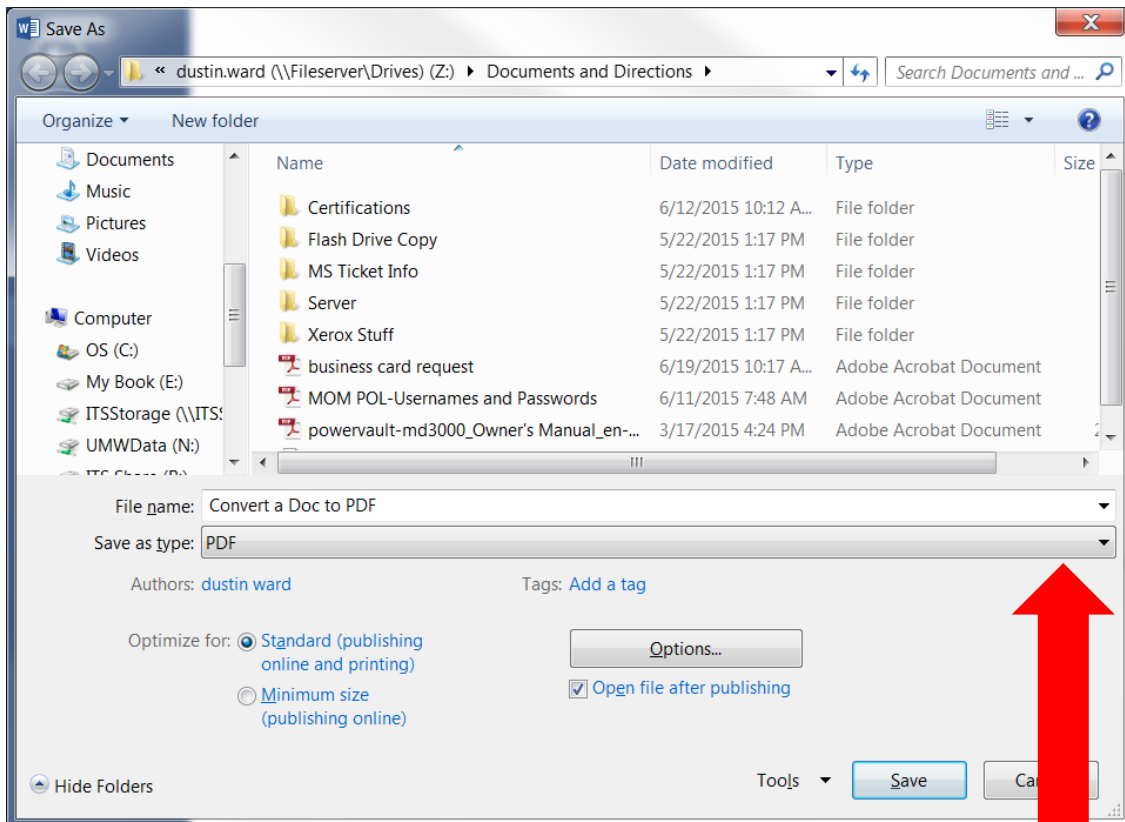 Save As
« dustin.ward (\\Fileserver\Drives) (Z:) Documents and Directions Search Documents and ...
Organize New folder
Name Date modified Type Size
Documents
Music
Pictures
Videos
Computer
OS (C:)
My Book (E:)
ITSStorage (\\ITS
UMWData (N:)
Certifications 6/12/2015 10:12 A... File folder
Flash Drive Copy 5/22/2015 1:17 PM File folder
MS Ticket Info 5/22/2015 1:17 PM File folder
Server 5/22/2015 1:17 PM File folder
Xerox Stuff 5/22/2015 1:17 PM File folder
business card request 6/19/2015 10:17 A... Adobe Acrobat Document
MOM POL-Usernames and Passwords 6/11/2015 7:48 AM Adobe Acrobat Document
powervault-md3000_Owner's Manual_en-... 3/17/2015 4:24 PM Adobe Acrobat Document
File name: Convert a Doc to PDF
Save as type: PDF
Authors: dustin ward Tags: Add a tag
Optimize for: Standard (publishing
online and printing)
Minimum size
(publishing online)
Options...
Open file after publishing
Hide Folders Tools Save Ca